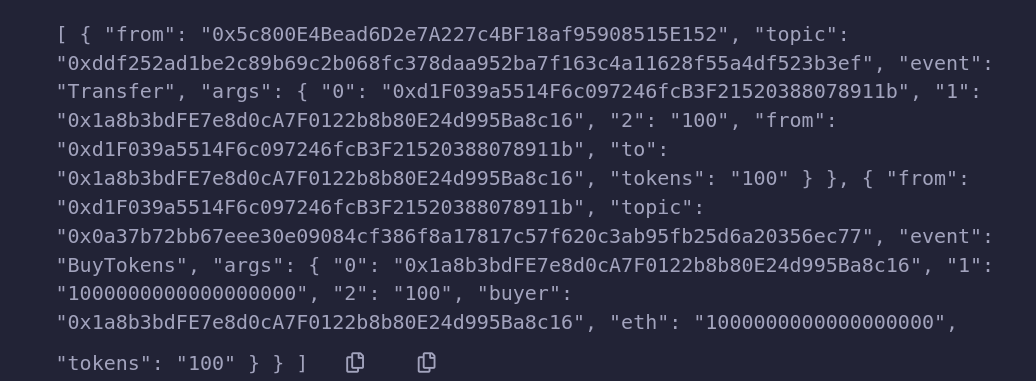 [ { "from": "0x5c800E4Bead6D2e7A227c4BF18af95908515E152", "topic":
"0xddf252ad1be2c89b69c2b068fc378daa952ba7f163c4a11628f55a4df523b3ef", "event":
"Transfer", "args": { "0": "0xd1F039a5514F6c097246fcB3F21520388078911b", "1":
"0x1a8b3bdFE7e8d0cA7F0122b8b80E24d995Ba8c16", "2": "100", "from":
"0xd1F039a5514F6c097246fcB3F21520388078911b", "to":
"0x1a8b3bdFE7e8d0cA7F0122b8b80E24d995Ba8c16", "tokens": "100" } }, { "from":
"0xd1F039a5514F6c097246fcB3F21520388078911b", "topic":
"0x0a37b72bb67eee30e09084cf386f8a17817c57f620c3ab95fb25d6a20356ec77", "event":
"BuyTokens", "args": { "0": "0x1a8b3bdFE7e8d0cA7F0122b8b80E24d995Ba8c16", "1":
"1000000000000000000", "2": "100", "buyer":
"0x1a8b3bdFE7e8d0cA7F0122b8b80E24d995Ba8c16", "eth": "1000000000000000000",
"tokens": "100" } } ]